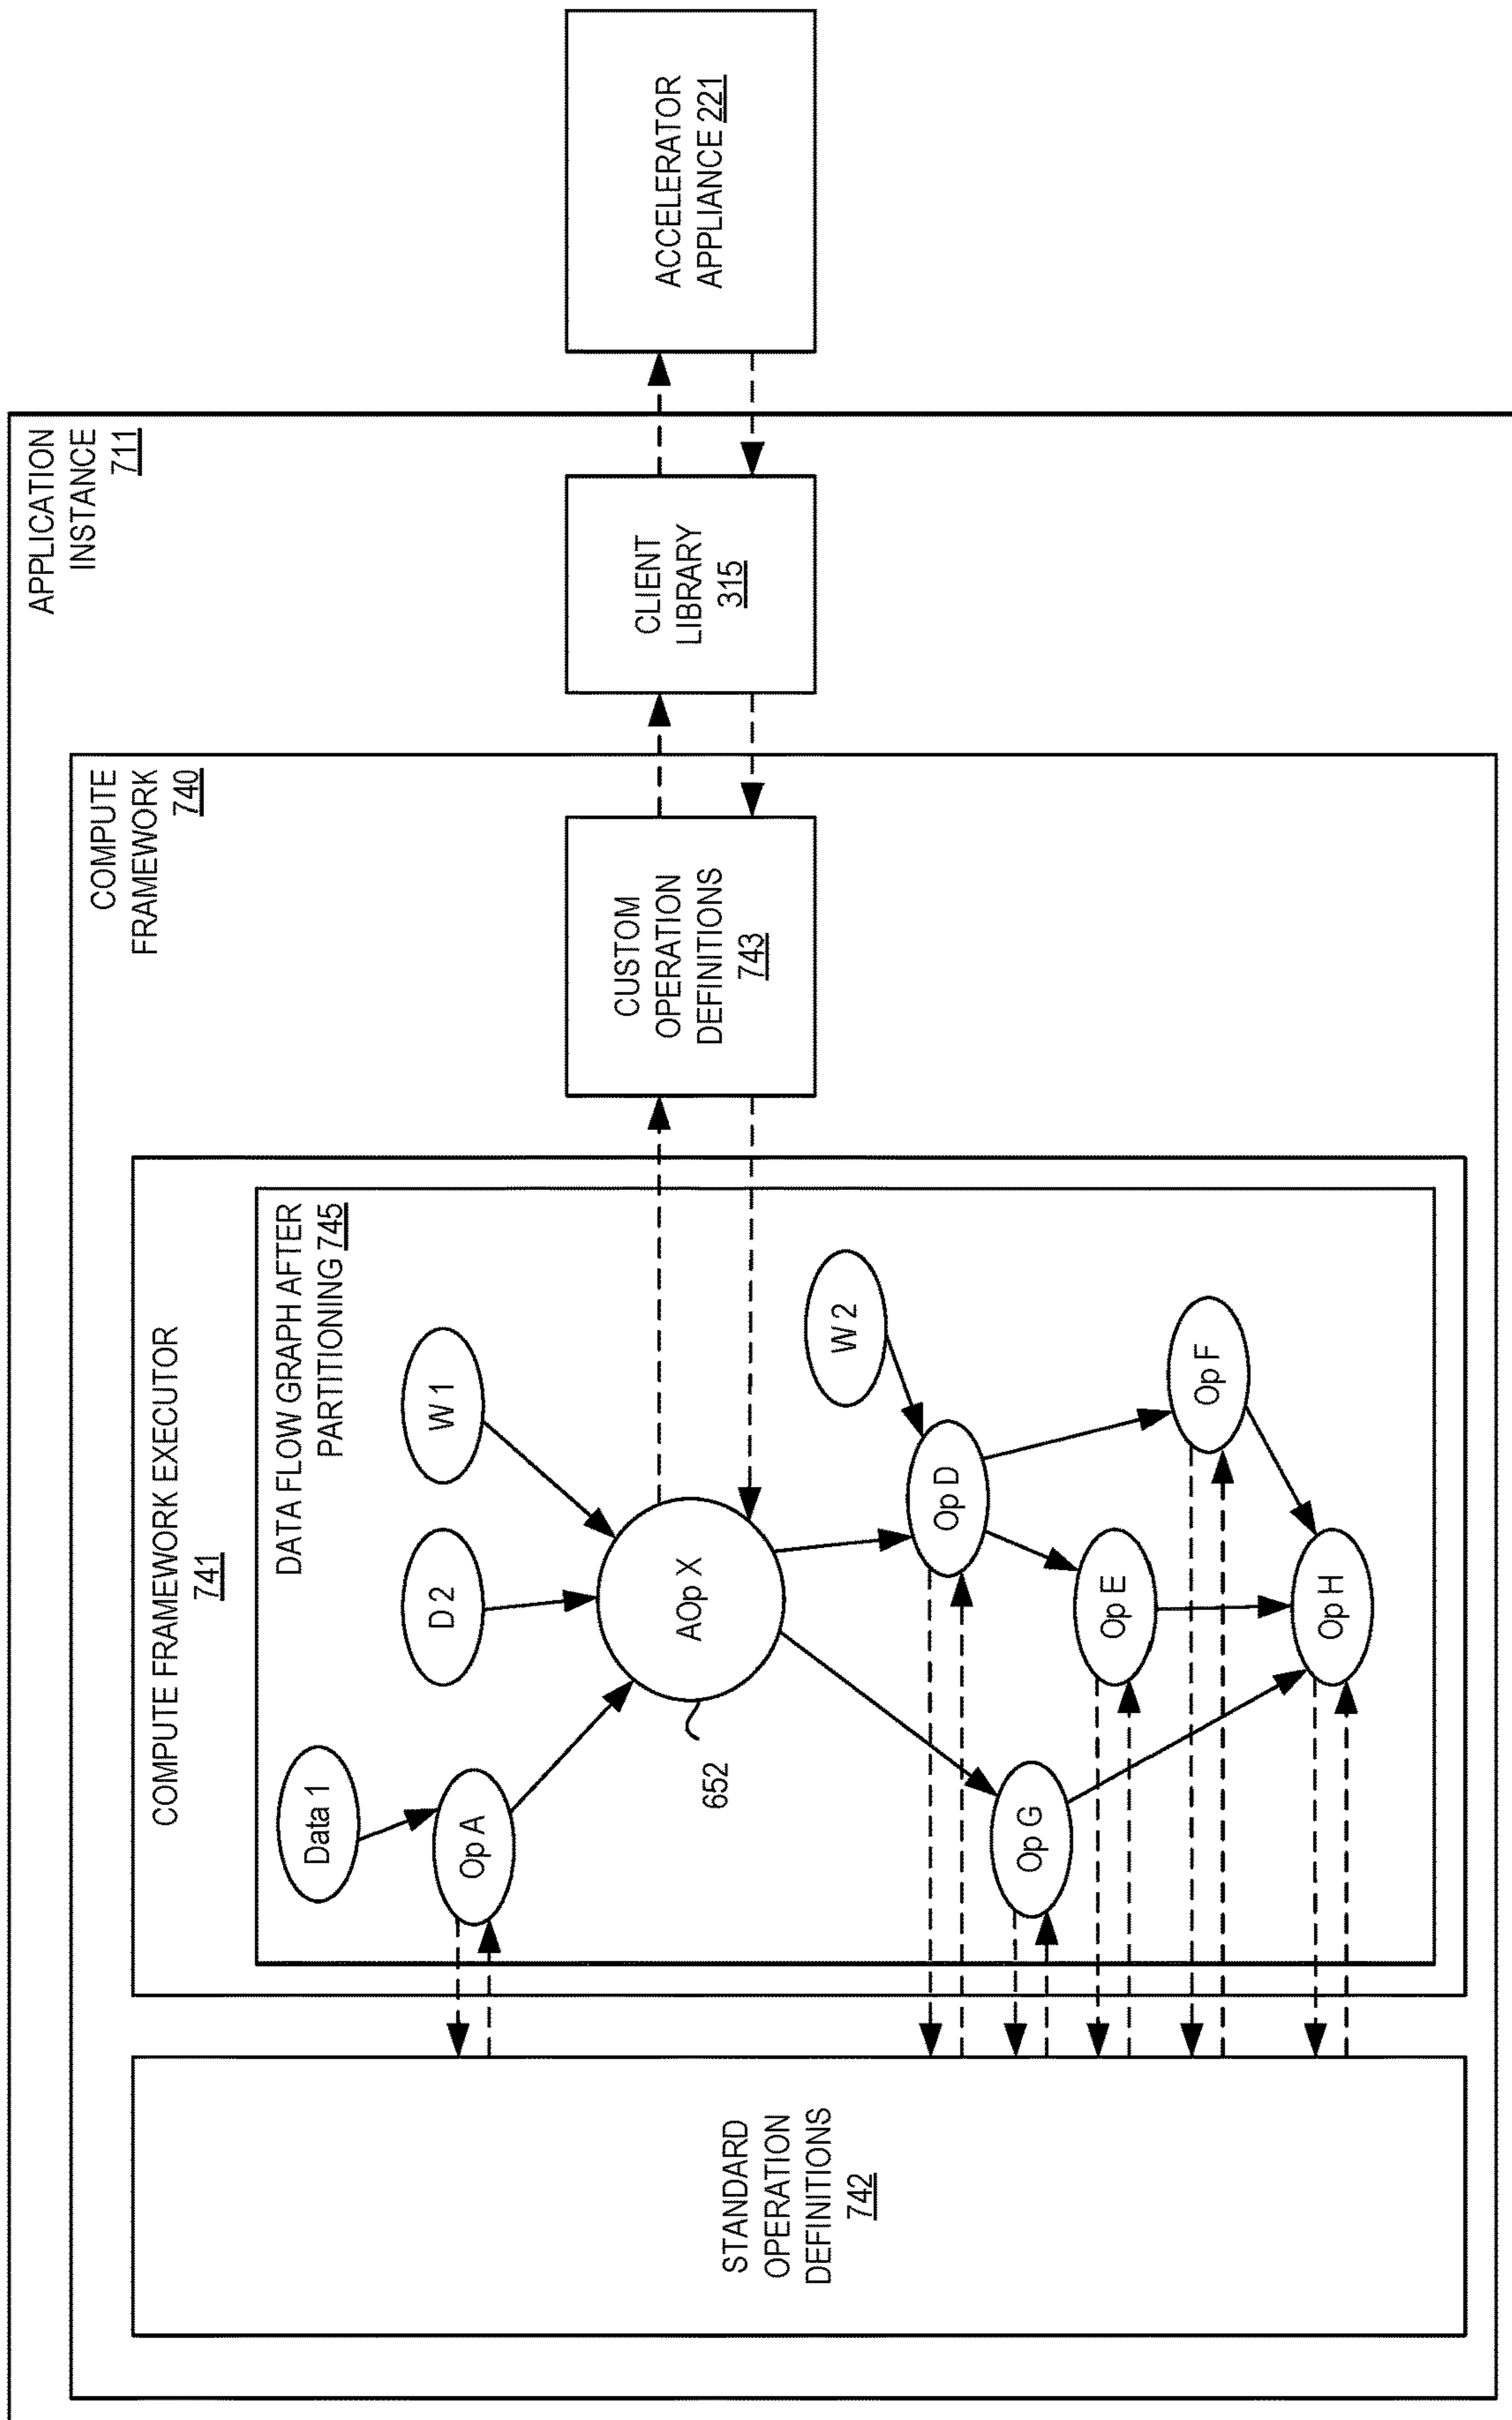 APPLICATION
INSTANCE
711
COMPUTE
FRAMEWORK
740
COMPUTE FRAMEWORK EXECUTOR
741
DATA FLOW GRAPH AFTER
PARTITIONING 745
STANDARD
OPERATION
DEFINITIONS
742
Data 1
D 2
W 1
Op A
AOp X
652
W 2
Op D
Op G
Op E
Op F
Op H
CUSTOM
OPERATION
DEFINITIONS
743
CLIENT
LIBRARY
315
ACCELERATOR
APPLIANCE 221